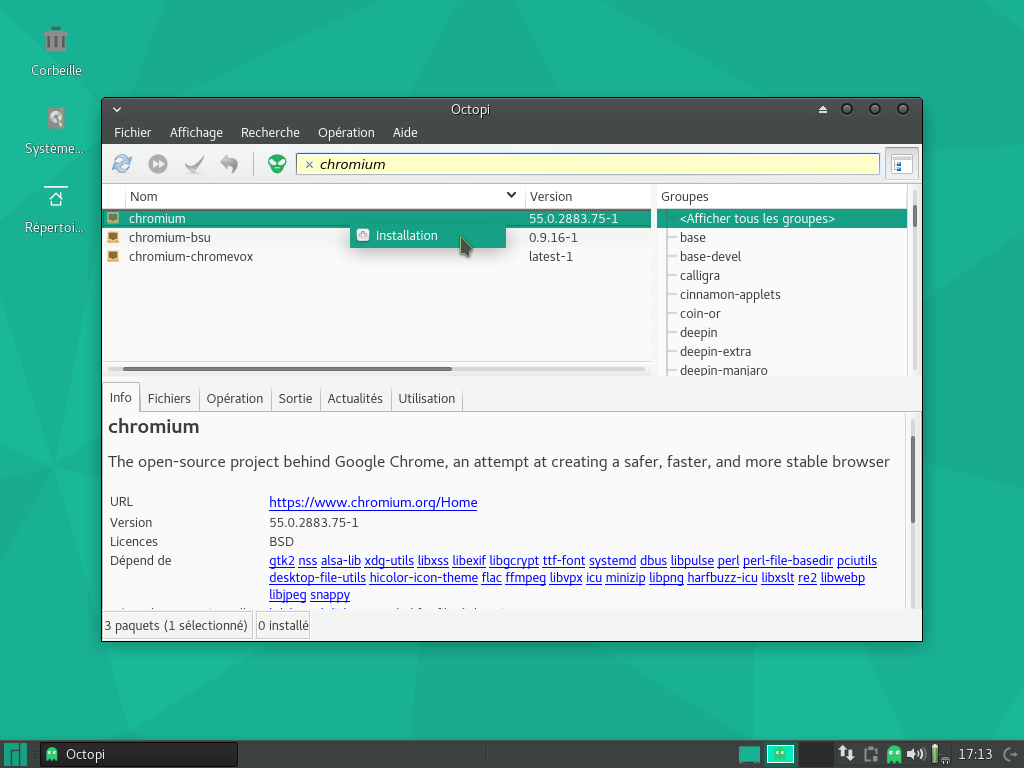 Corbeille
Système...
Répertoi...
Octopi
Fichier Affichage Recherche Opération Aide
chromium
Nom Version Groupes
chromium 55.0.2883.75-1 <Afficher tous les groupes>
Installation
chromium-bsu 0.9.16-1 base
chromium-chromevox latest-1 base-devel
calligra
cinnamon-applets
coin-or
deepin
deepin-extra
deepin-manjaro
Info Fichiers Opération Sortie Actualités Utilisation
chromium
The open-source project behind Google Chrome, an attempt at creating a safer, faster, and more stable browser
URL https://www.chromium.org/Home
Version 55.0.2883.75-1
Licences BSD
Dépend de gtk2 nss alsa-lib xdg-utils libxss libexif libgcrypt ttf-font systemd dbus libpulse perl perl-file-basedir pciutils
desktop-file-utils hicolor-icon-theme flac ffmpeg libvpx icu minizip libpng harfbuzz-icu libxslt re2 libwebp
libjpeg snappy
3 paquets (1 sélectionné) 0 installé
Octopi 17:13